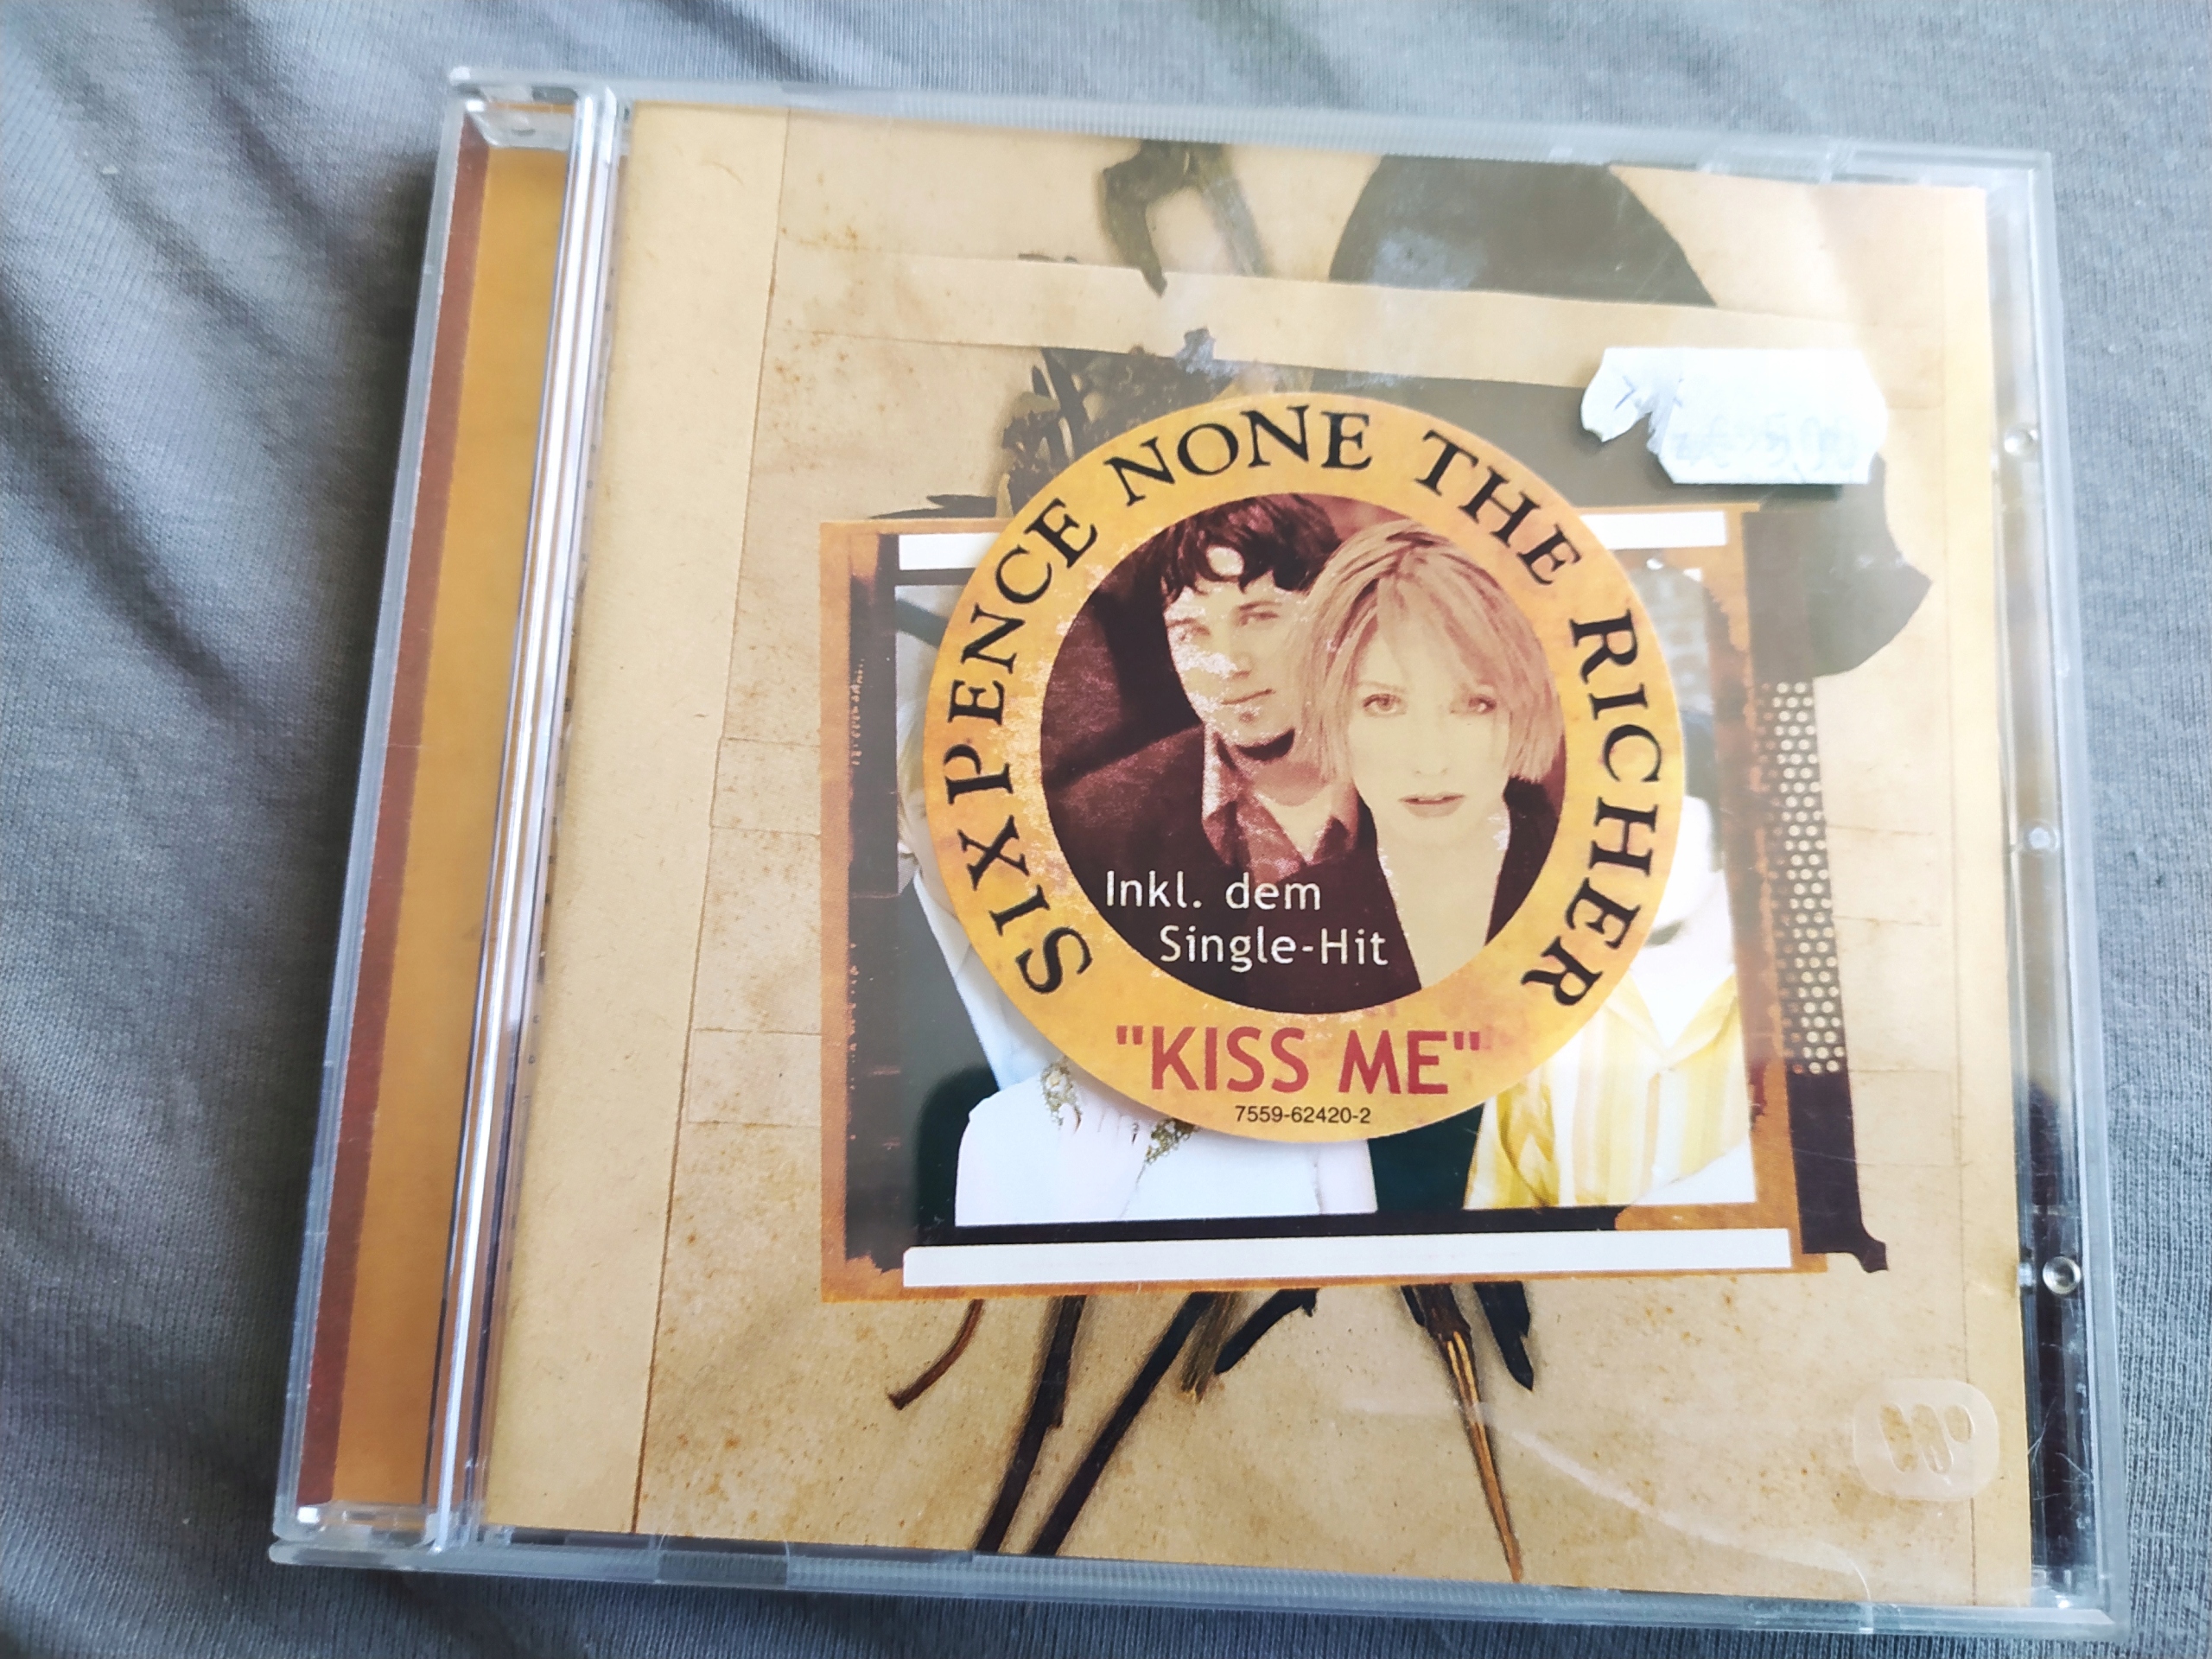 SIXPENCE NONE THE RICHER
Inkl. dem
Single-Hit
"KISS ME"
7559-62420-2